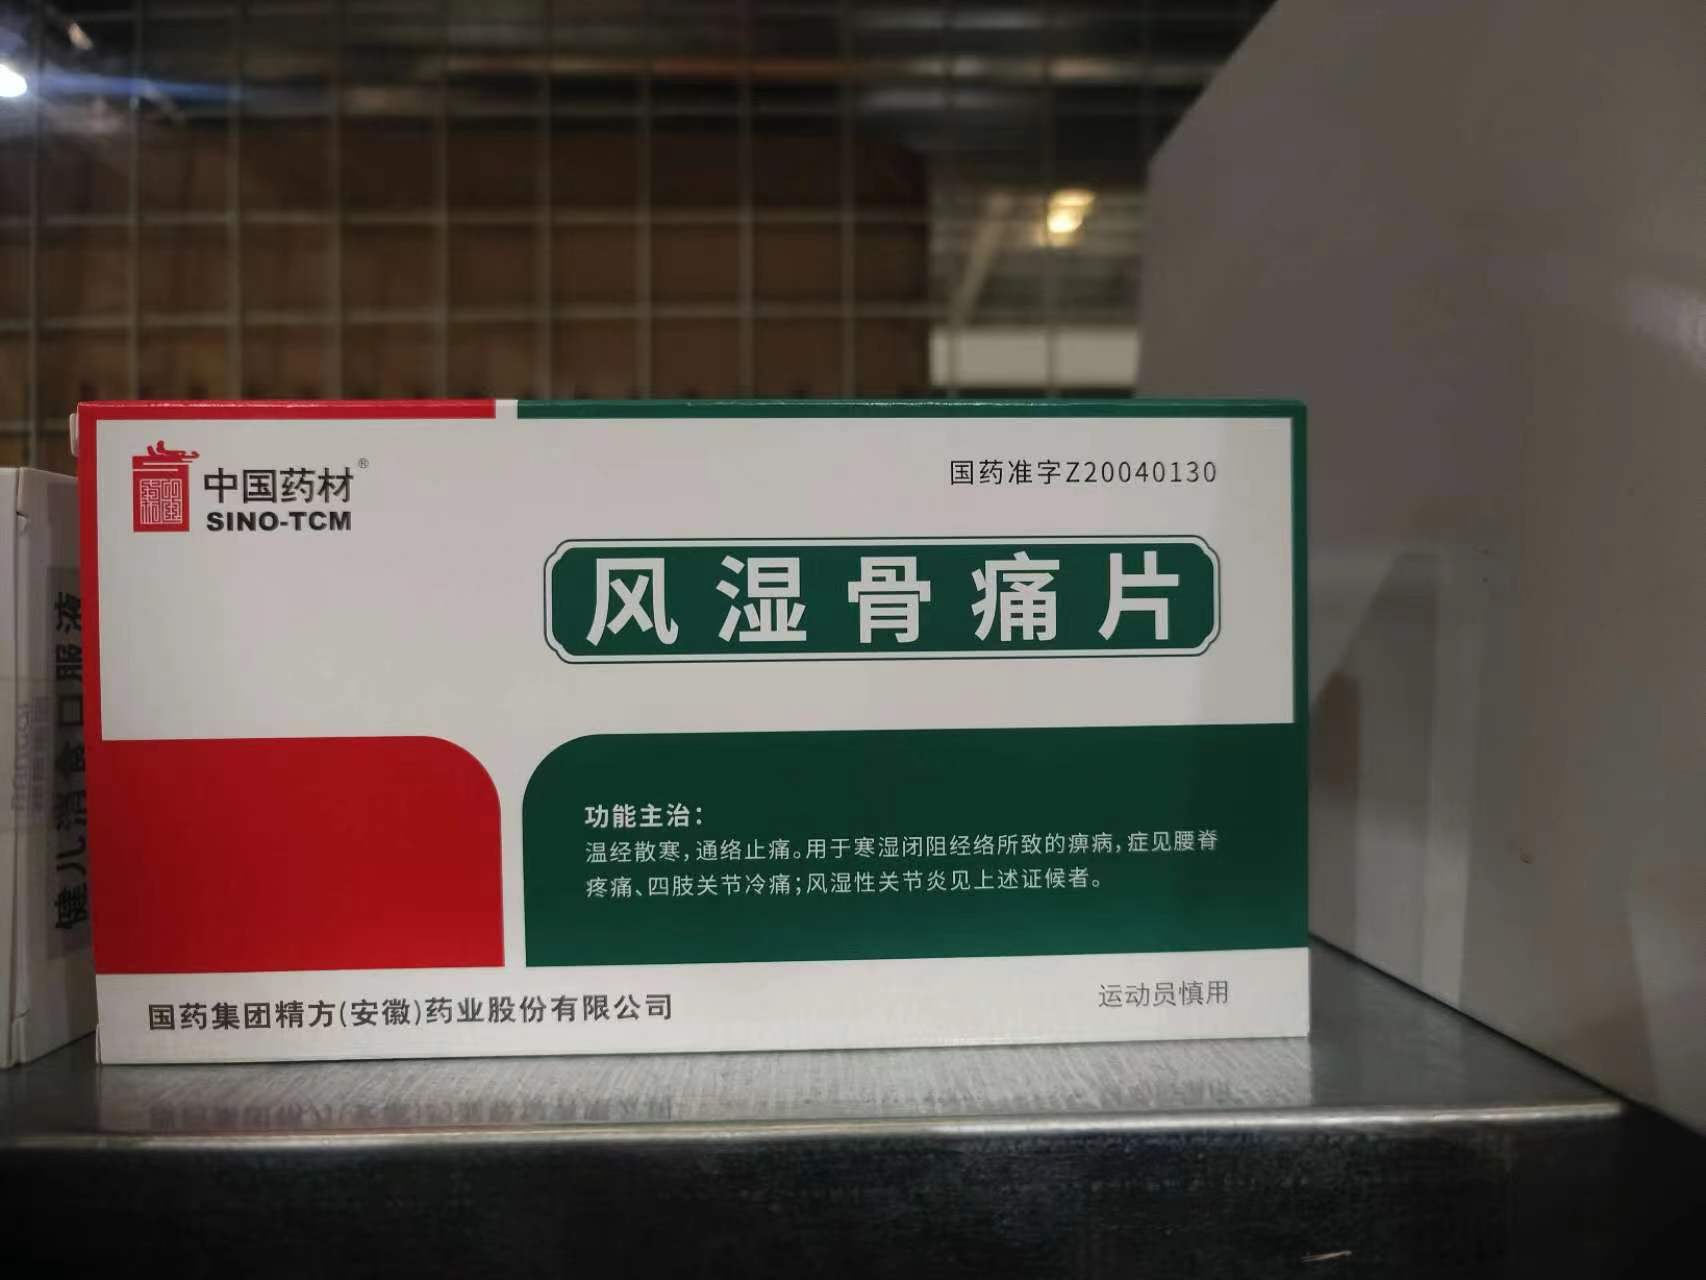 中国药材®
SINO-TCM
国药准字Z20040130
风湿骨痛片
功能主治：
温经散寒，通络止痛。用于寒湿闭阻经络所致的痹病，症见腰脊
疼痛、四肢关节冷痛；风湿性关节炎见上述证候者。
国药集团精方(安徽)药业股份有限公司
运动员慎用
健儿消食口服液